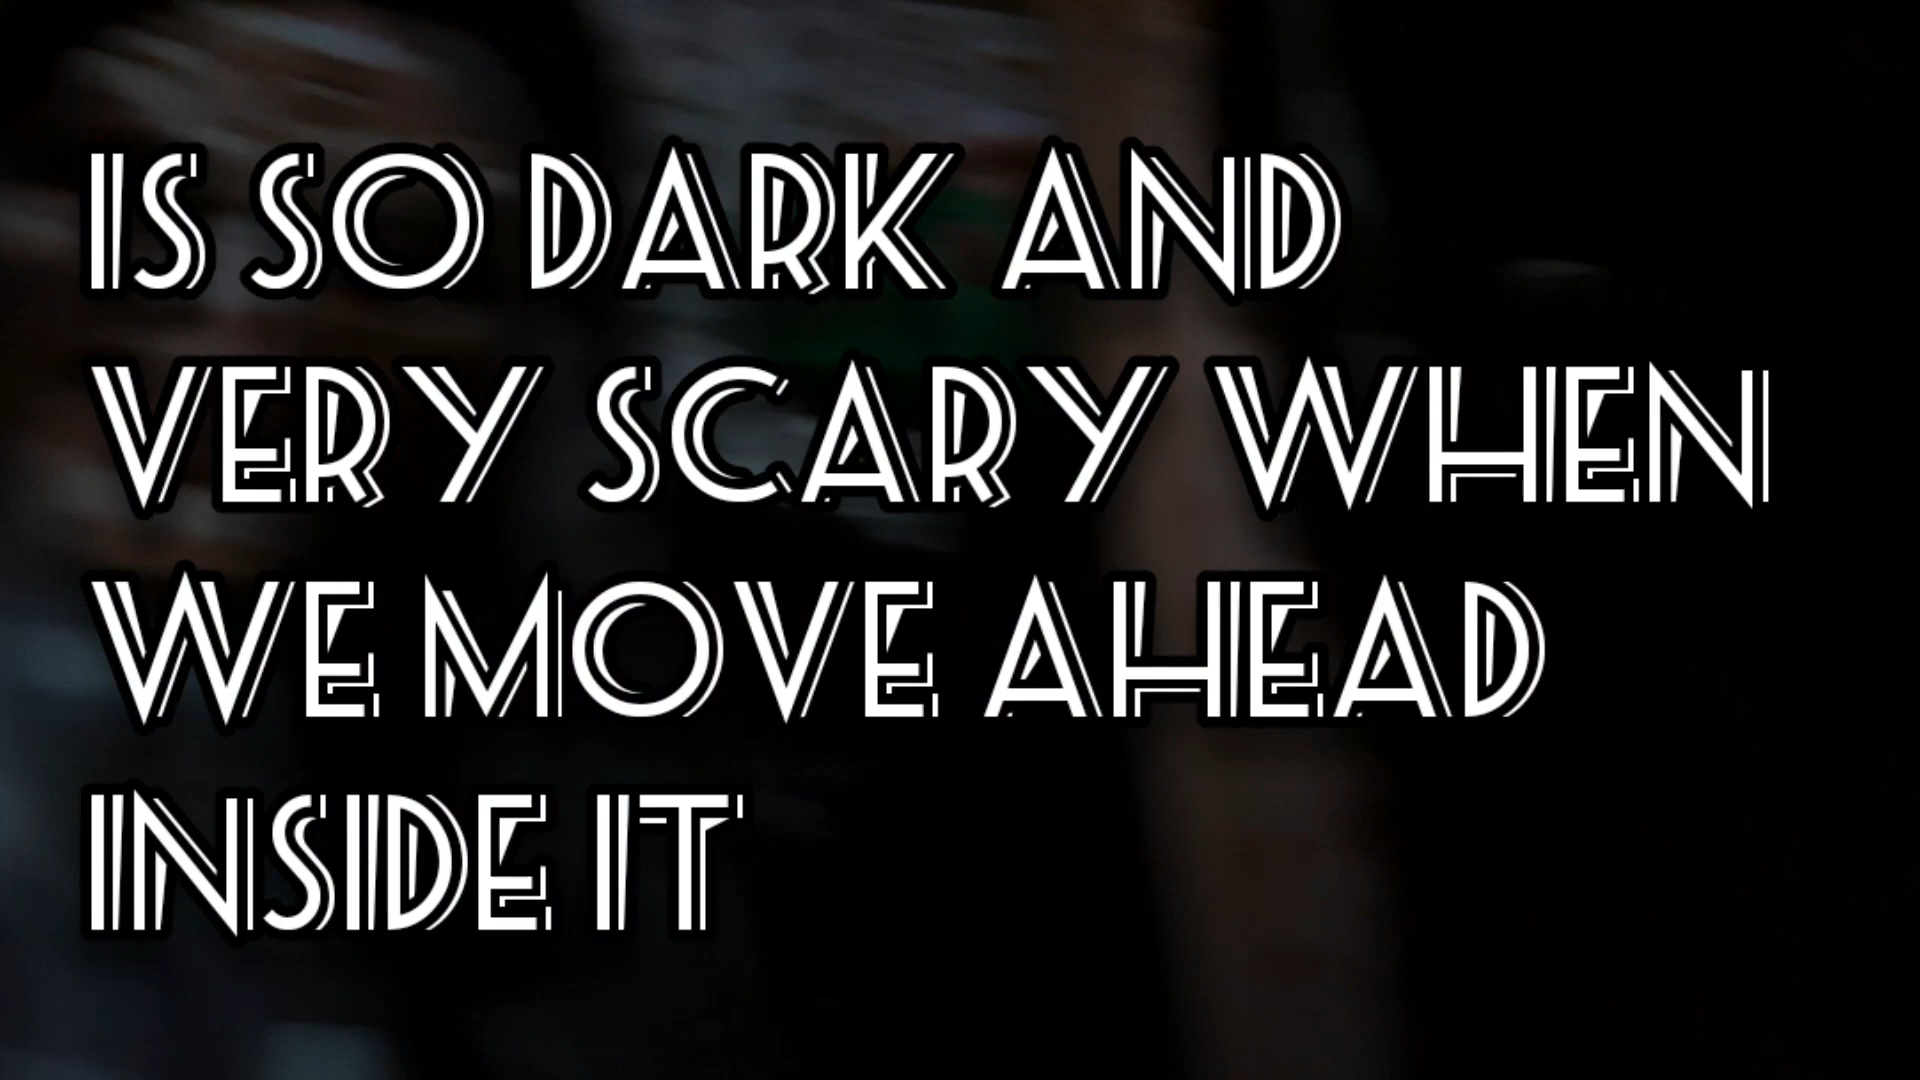 IS SO DARK AND
VERY SCARY WHEN
WE MOVE AHEAD
INSIDE IT